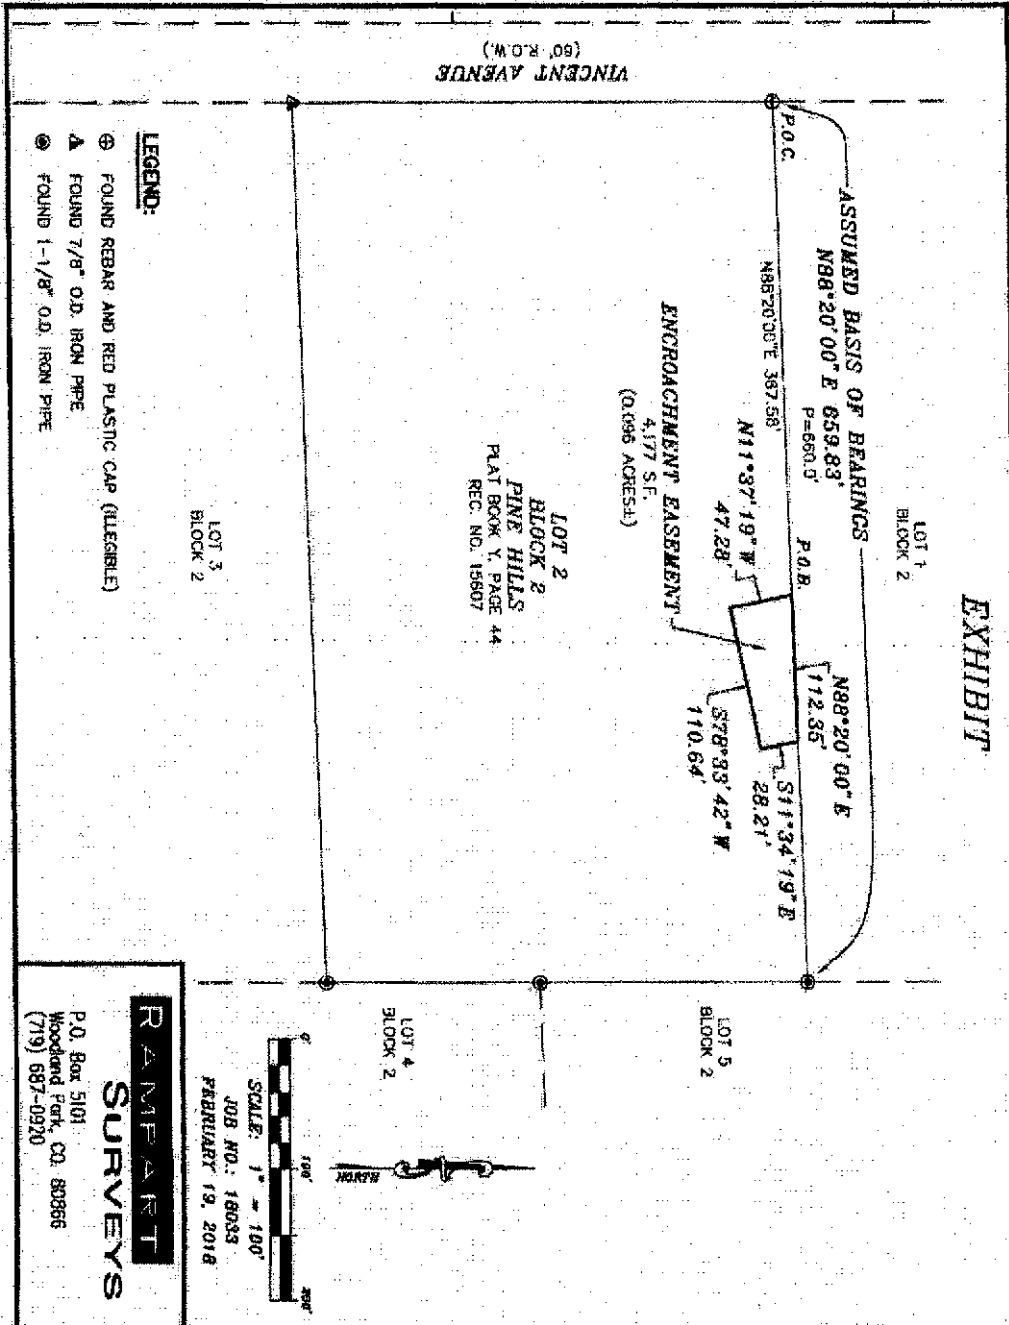 EXHIBIT
VINCENT AVENUE
(60' R.O.W.)
P.O.C.
ASSUMED BASIS OF BEARINGS
N88°20'00"E 659.83'
P=660.0'
LOT 1
BLOCK 2
N88°20'00"E 367.58'
P.O.B.
N88°20'00"E
112.35'
N11°37'19"W
47.28'
S11°34'19"E
28.21'
S78°33'42"W
110.64'
ENCROACHMENT EASEMENT
4,177 S.F.
(0.096 ACRES±)
LOT 2
BLOCK 2
PINE HILLS
PLAT BOOK Y, PAGE 44
REC. NO. 15607
LOT 5
BLOCK 2
LOT 4
BLOCK 2
LOT 3
BLOCK 2
LEGEND:
FOUND REBAR AND RED PLASTIC CAP (ILLEGIBLE)
FOUND 7/8" O.D. IRON PIPE
FOUND 1-1/8" O.D. IRON PIPE
NORTH
0' 100' 200'
SCALE: 1" = 100'
JOB NO.: 18033
FEBRUARY 19, 2018
RAMPART
SURVEYS
P.O. Box 5101
Woodland Park, CO. 80866
(719) 687-0920